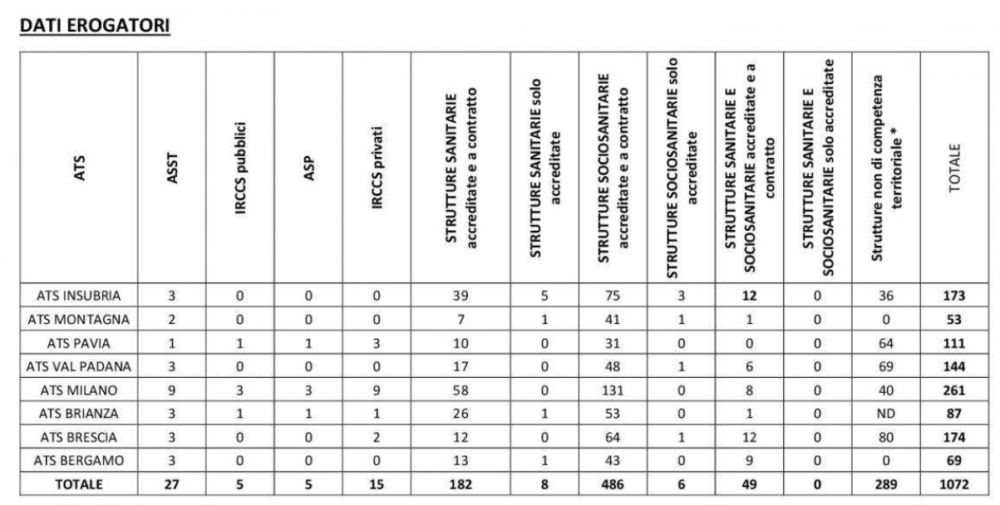 DATI EROGATORI
ATS ASST IRCCS pubblici ASP IRCCS privati STRUTTURE SANITARIE accreditate e a contratto STRUTTURE SANITARIE solo accreditate STRUTTURE SOCIOSANITARIE accreditate e a contratto STRUTTURE SOCIOSANITARIE solo accreditate STRUTTURE SANITARIE E SOCIOSANITARIE accreditate e a contratto STRUTTURE SANITARIE E SOCIOSANITARIE solo accreditate Strutture non di competenza territoriale * TOTALE
ATS INSUBRIA 3 0 0 0 39 5 75 3 12 0 36 173
ATS MONTAGNA 2 0 0 0 7 1 41 1 1 0 0 53
ATS PAVIA 1 1 1 3 10 0 31 0 0 0 64 111
ATS VAL PADANA 3 0 0 0 17 0 48 1 6 0 69 144
ATS MILANO 9 3 3 9 58 0 131 0 8 0 40 261
ATS BRIANZA 3 1 1 1 26 1 53 0 1 0 ND 87
ATS BRESCIA 3 0 0 2 12 0 64 1 12 0 80 174
ATS BERGAMO 3 0 0 0 13 1 43 0 9 0 0 69
TOTALE 27 5 5 15 182 8 486 6 49 0 289 1072